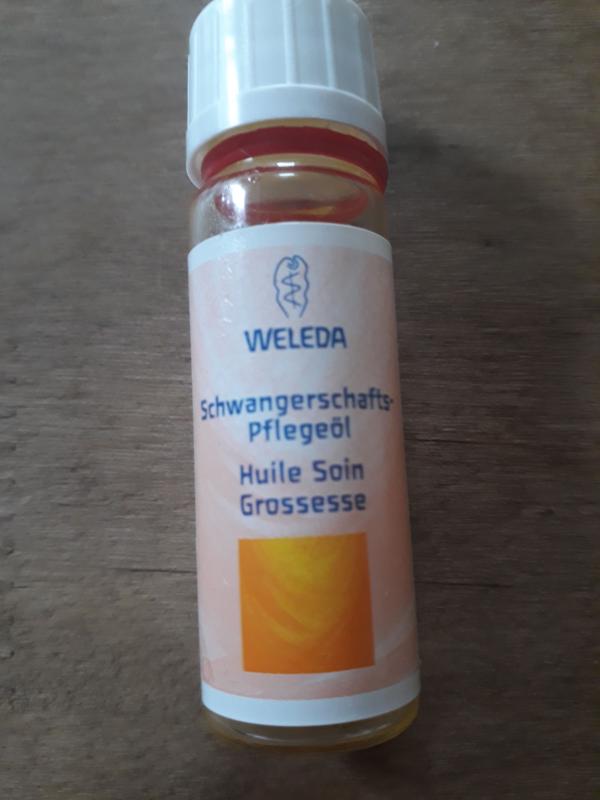 WELEDA
Schwangerschafts-
Pflegeöl
Huile Soin
Grossesse